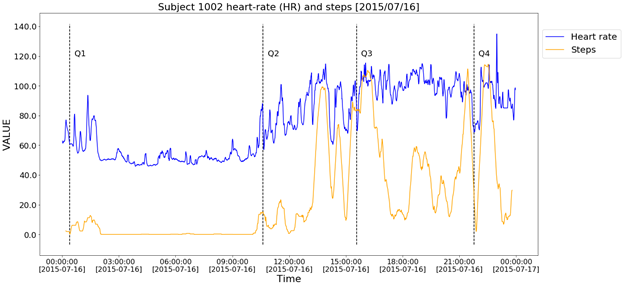 Subject 1002 heart-rate (HR) and steps [2015/07/16]
140.0
120.0
100.0
80.0
60.0
40.0
20.0
0.0
VALUE
Q1
Q2
Q3
Q4
Heart rate
Steps
00:00:00 03:00:00 06:00:00 09:00:00 12:00:00 15:00:00 18:00:00 21:00:00 00:00:00
[2015-07-16] [2015-07-16] [2015-07-16] [2015-07-16] [2015-07-16] [2015-07-16] [2015-07-16] [2015-07-16] [2015-07-17]
Time